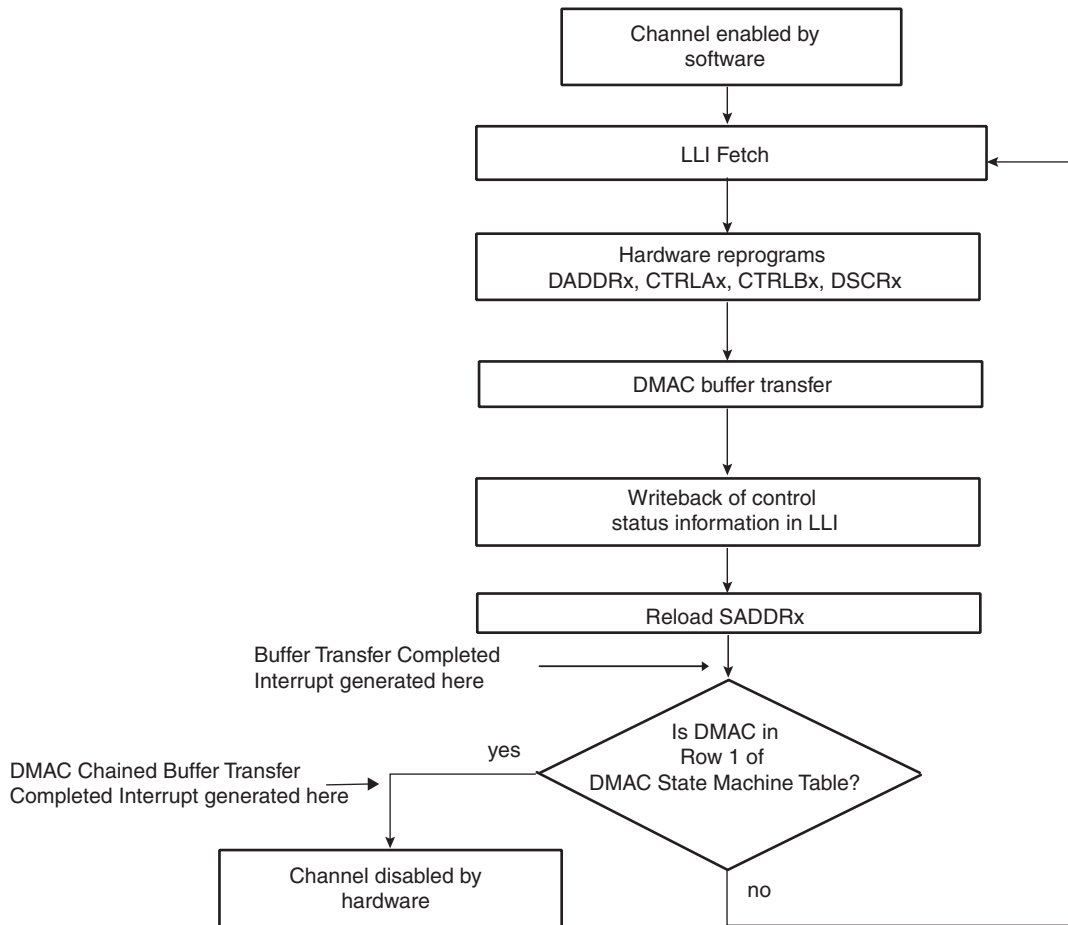 Channel enabled by
software
LLI Fetch
Hardware reprograms
DADDRx, CTRLAx, CTRLBx, DSCRx
DMAC buffer transfer
Writeback of control
status information in LLI
Reload SADDRx
Buffer Transfer Completed
Interrupt generated here
Is DMAC in
Row 1 of
DMAC State Machine Table?
yes
DMAC Chained Buffer Transfer
Completed Interrupt generated here
Channel disabled by
hardware
no